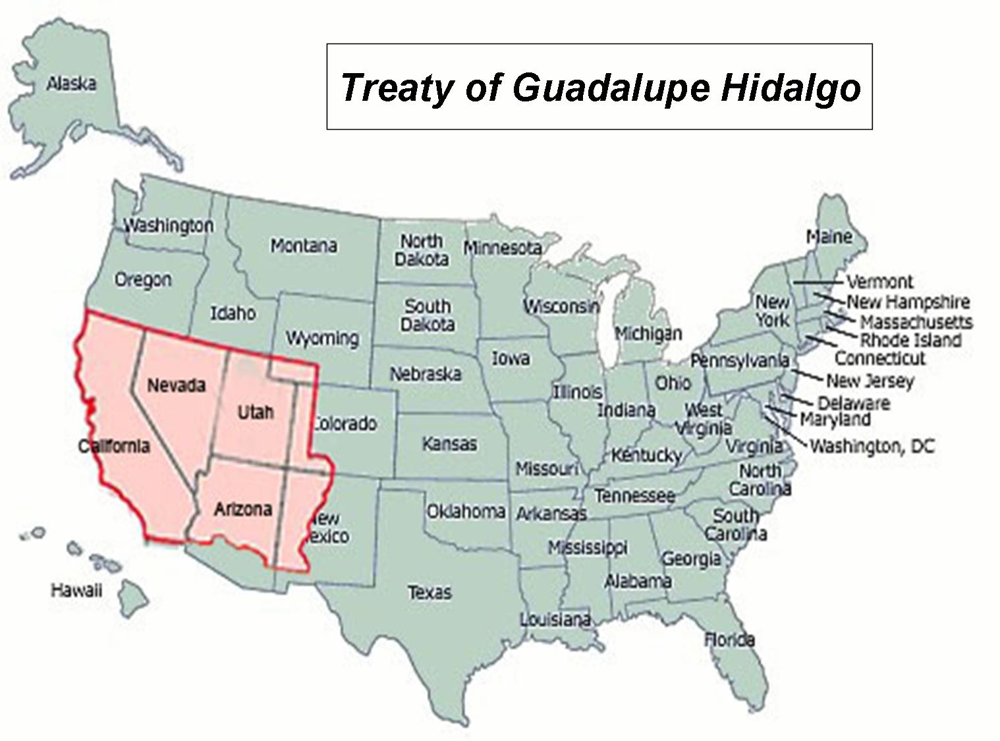 Treaty of Guadalupe Hidalgo
Alaska
Washington
Oregon
Idaho
Montana
Wyoming
North
Dakota
South
Dakota
Minnesota
Nebraska
Iowa
Wisconsin
Michigan
Illinois
Indiana
Ohio
Pennsylvania
New
York
Maine
Vermont
New Hampshire
Massachusetts
Rhode Island
Connecticut
New Jersey
Delaware
Maryland
Washington, DC
West
Virginia
Virginia
North
Carolina
South
Carolina
Kentucky
Tennessee
Georgia
Alabama
Mississippi
Florida
Louisiana
Arkansas
Missouri
Kansas
Oklahoma
Texas
Colorado
New
exico
Nevada
Utah
California
Arizona
Hawaii